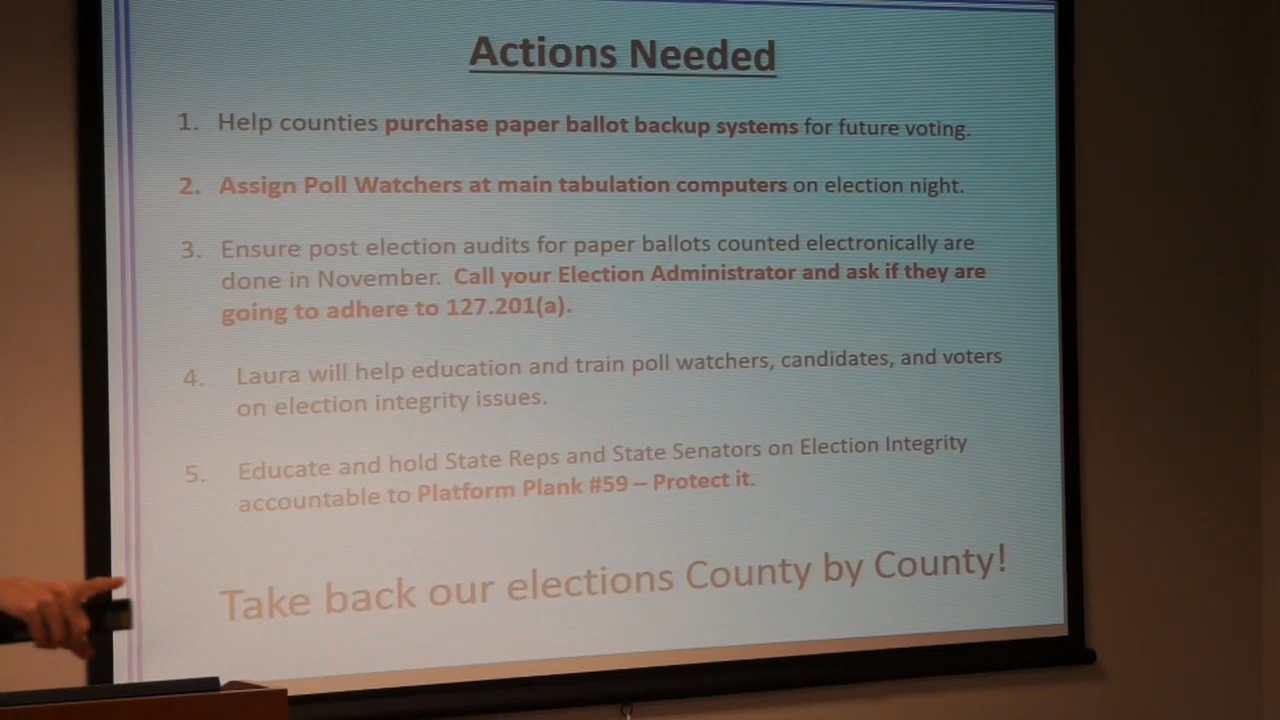 Actions Needed
1. Help counties purchase paper ballot backup systems for future voting.
2. Assign Poll Watchers at main tabulation computers on election night.
3. Ensure post election audits for paper ballots counted electronically are
done in November. Call your Election Administrator and ask if they are
going to adhere to 127.201(a).
4. Laura will help education and train poll watchers, candidates, and voters
on election integrity issues.
5. Educate and hold State Reps and State Senators on Election Integrity
accountable to Platform Plank #59 – Protect it.
Take back our elections County by County!